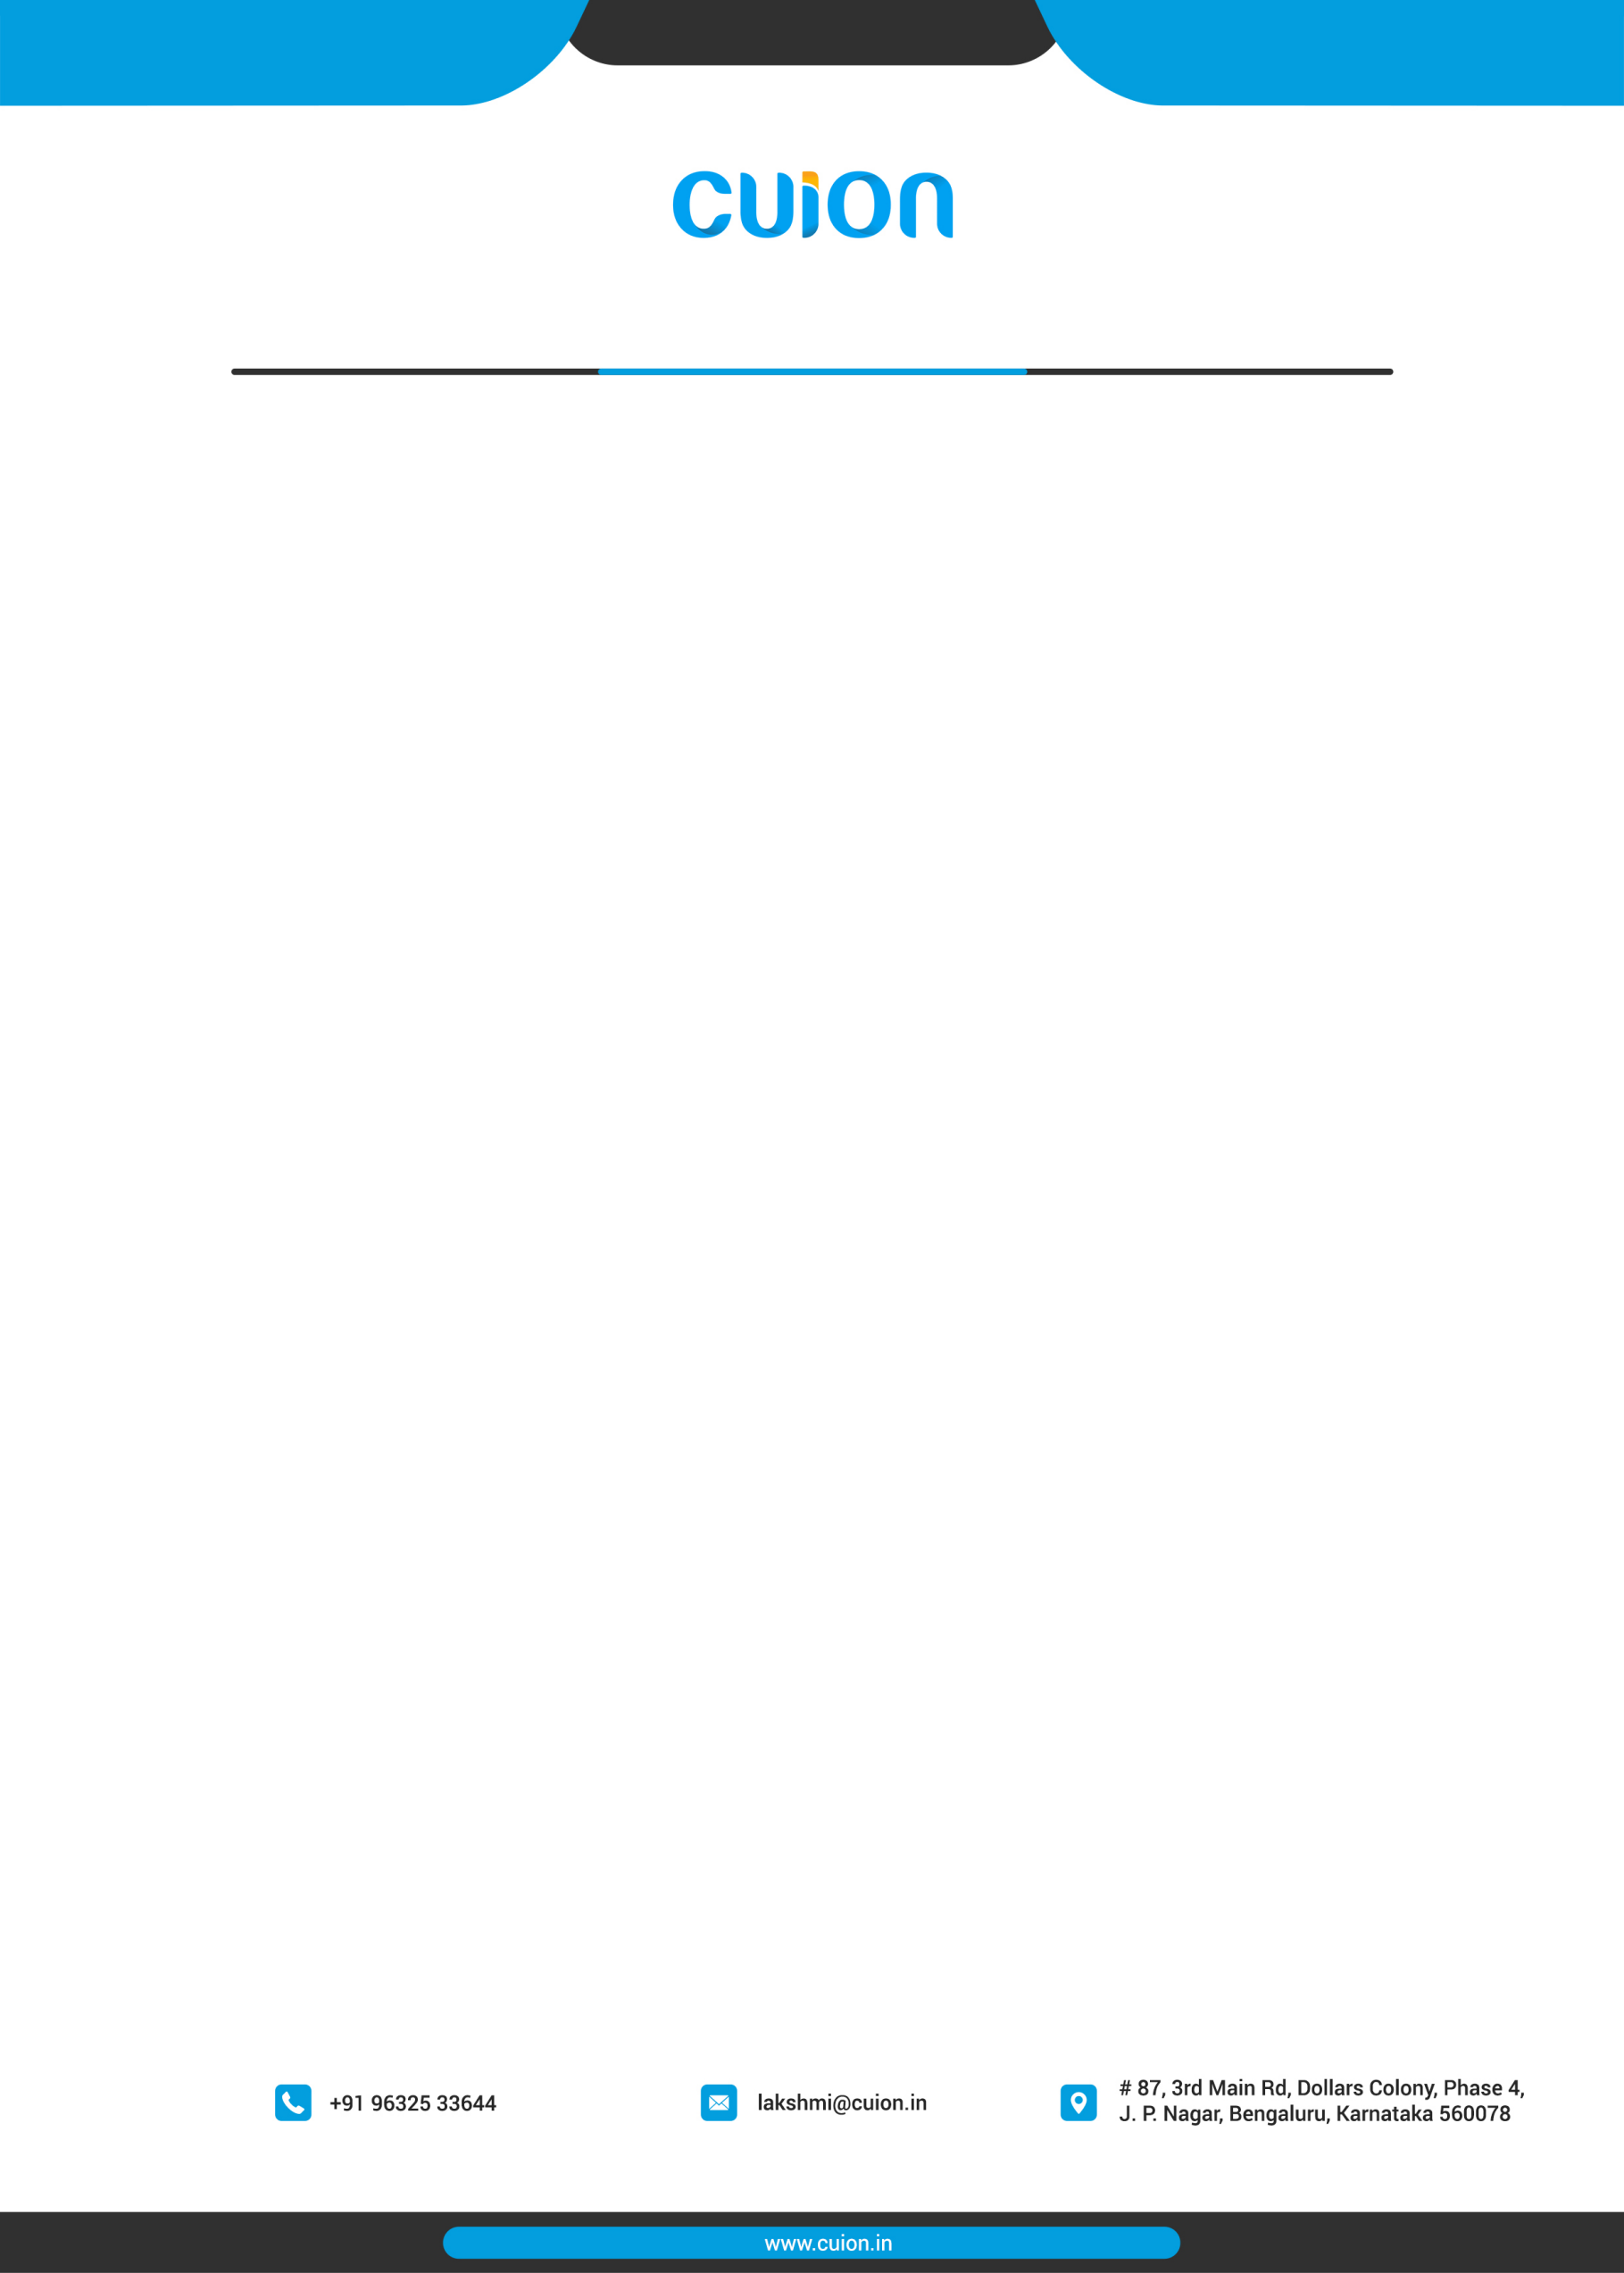 cuion
+91 96325 33644
lakshmi@cuion.in
# 87, 3rd Main Rd, Dollars Colony, Phase 4,
J. P. Nagar, Bengaluru, Karnataka 560078
www.cuion.in